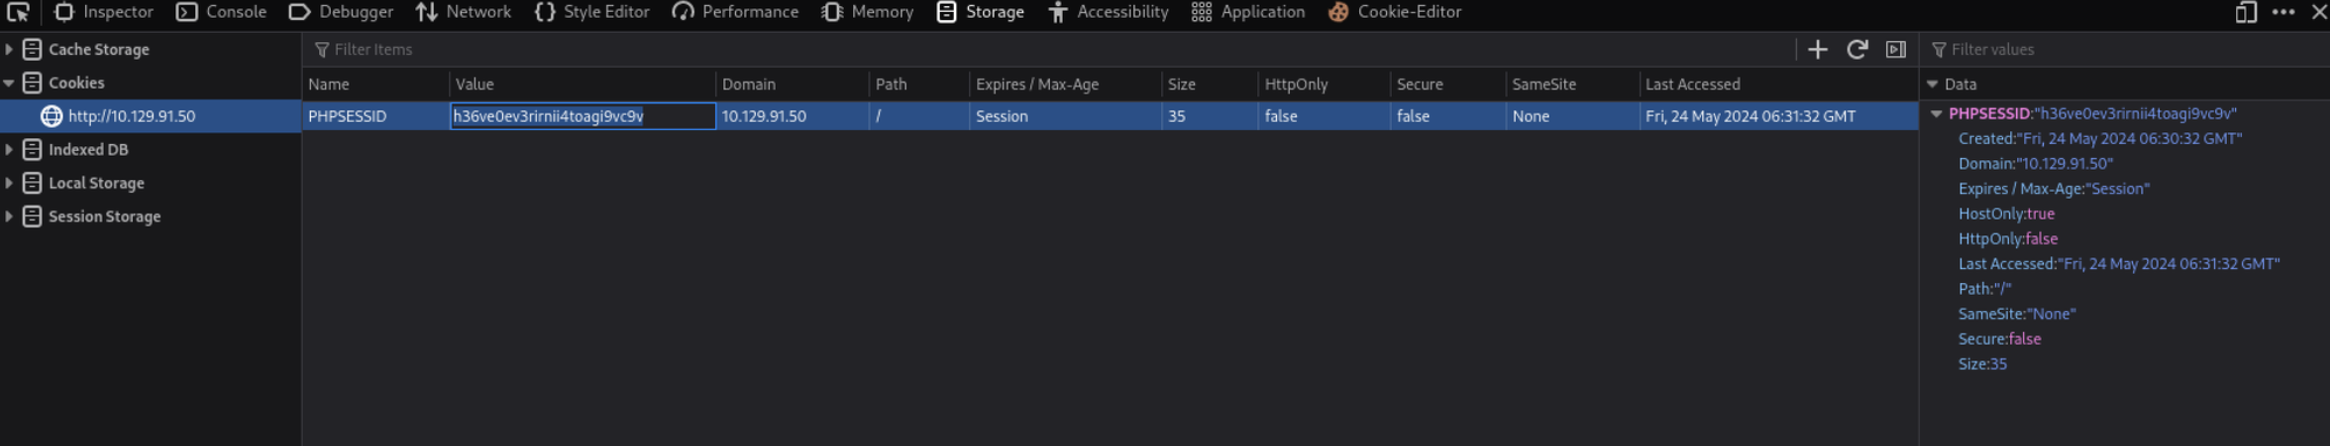 Inspector Console Debugger Network Style Editor Performance Memory Storage Accessibility Application Cookie-Editor
Cache Storage
Cookies
http://10.129.91.50
Indexed DB
Local Storage
Session Storage
Filter Items
Name Value Domain Path Expires / Max-Age Size HttpOnly Secure SameSite Last Accessed
PHPSESSID h36ve0ev3rirnii4toagi9vc9v 10.129.91.50 / Session 35 false false None Fri, 24 May 2024 06:31:32 GMT
Filter values
Data
PHPSESSID:"h36ve0ev3rirnii4toagi9vc9v"
Created:"Fri, 24 May 2024 06:30:32 GMT"
Domain:"10.129.91.50"
Expires / Max-Age:"Session"
HostOnly:true
HttpOnly:false
Last Accessed:"Fri, 24 May 2024 06:31:32 GMT"
Path:"/"
SameSite:"None"
Secure:false
Size:35